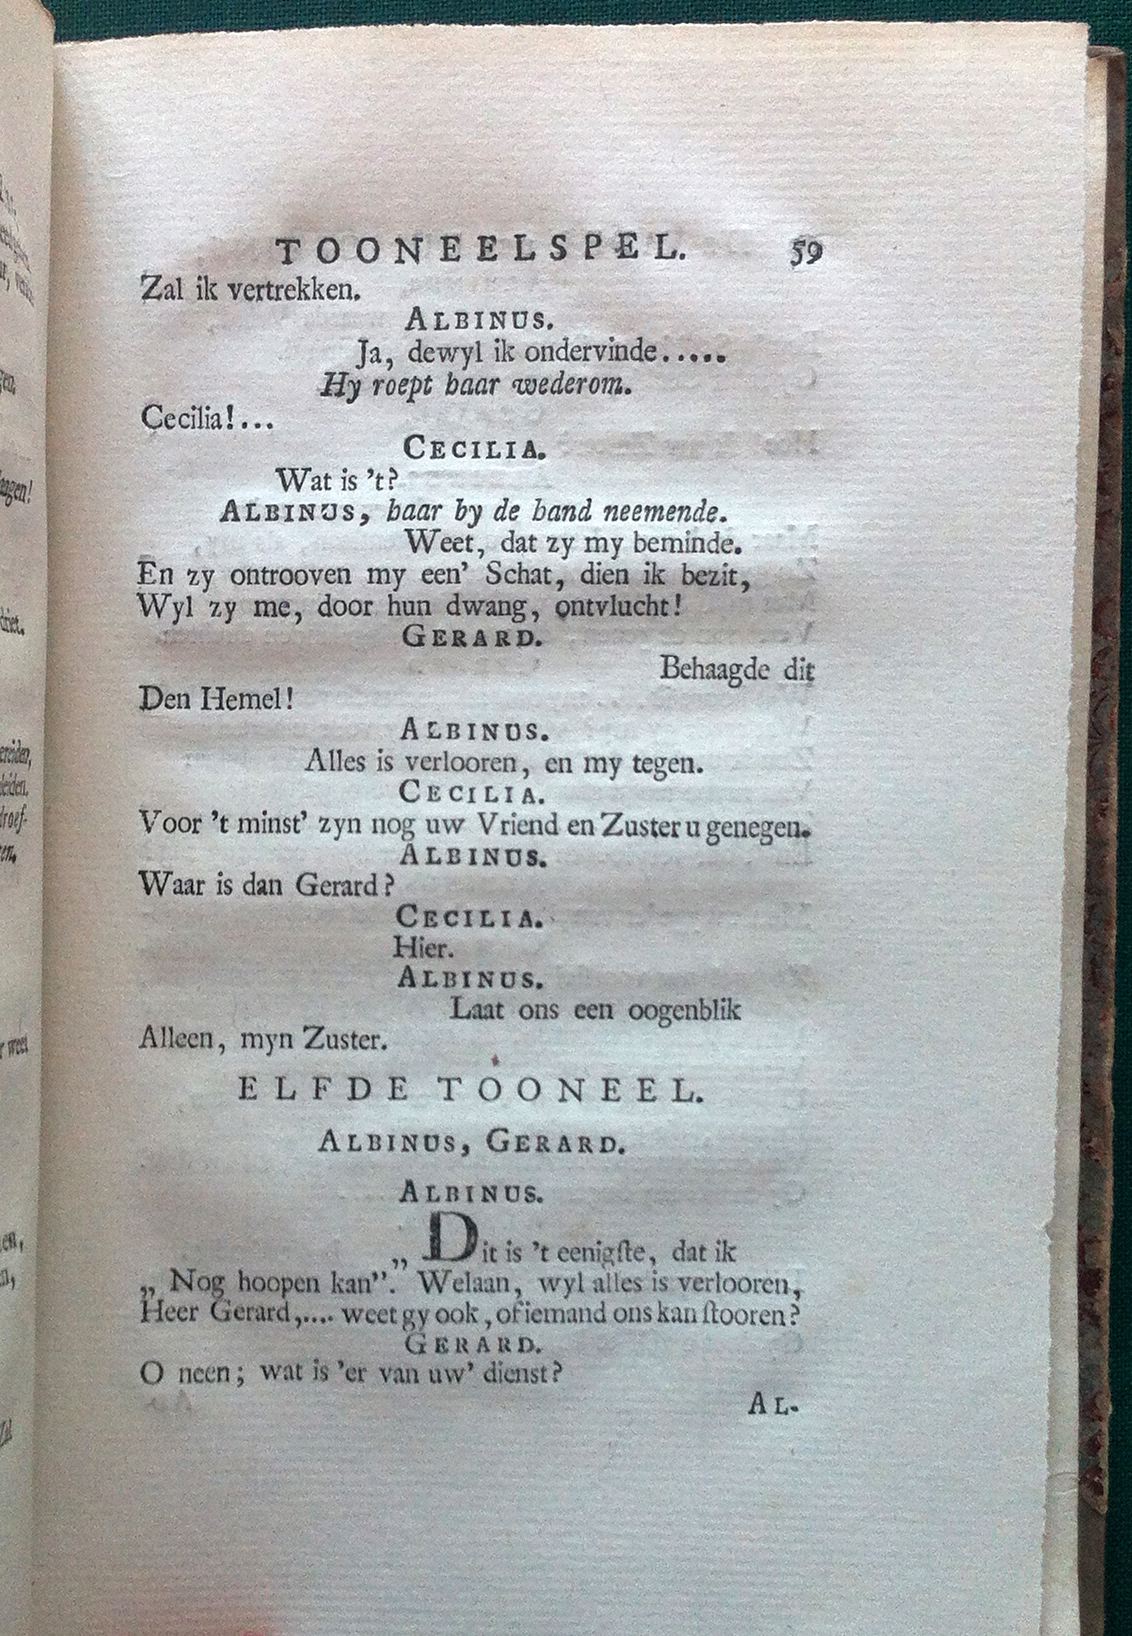 TOONEELSPEL. 59
Zal ik vertrekken.
ALBINUS.
Ja, dewyl ik ondervinde.....
Hy roept haar wederom.
Cecilia!...
CECILIA.
Wat is 't?
ALBINUS, haar by de hand neemende.
Weet, dat zy my beminde.
En zy ontrooven my een' Schat, dien ik bezit,
Wyl zy me, door hun dwang, ontvlucht!
GERARD.
Behaagde dit
Den Hemel!
ALBINUS.
Alles is verlooren, en my tegen.
CECILIA.
Voor 't minst' zyn nog uw Vriend en Zuster u genegen.
ALBINUS.
Waar is dan Gerard?
CECILIA.
Hier.
ALBINUS.
Laat ons een oogenblik
Alleen, myn Zuster.
ELFDE TOONEEL.
ALBINUS, GERARD.
ALBINUS.
„ Dit is 't eenigſte, dat ik
„ Nog hoopen kan”. Welaan, wyl alles is verlooren,
Heer Gerard,.... weet gy ook, of iemand ons kan ſtooren?
GERARD.
O neen; wat is 'er van uw' dienst?
AL-